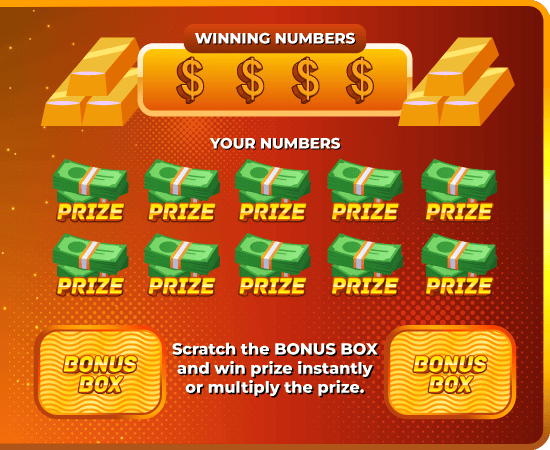 WINNING NUMBERS
$ $ $ $
YOUR NUMBERS
PRIZE PRIZE PRIZE PRIZE PRIZE
PRIZE PRIZE PRIZE PRIZE PRIZE
BONUS
BOX
Scratch the BONUS BOX
and win prize instantly
or multiply the prize.
BONUS
BOX